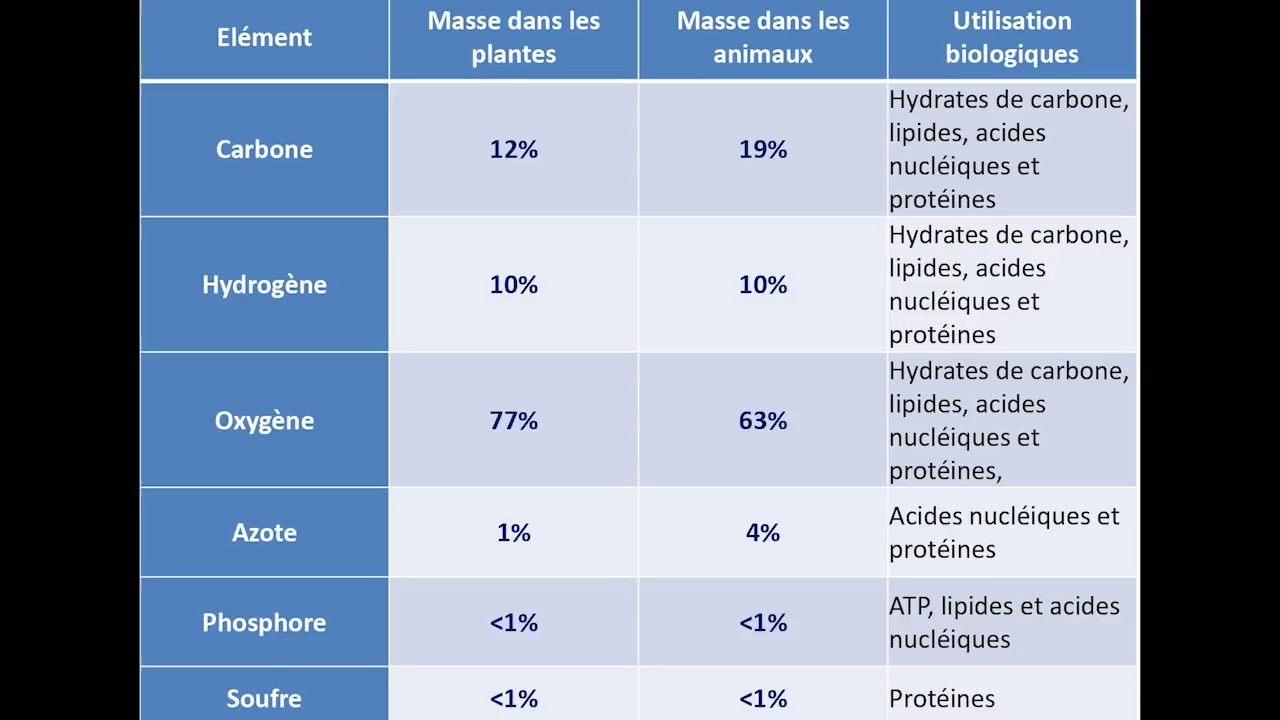 Elément
Masse dans les
plantes
Masse dans les
animaux
Utilisation
biologiques
Carbone
12%
19%
Hydrates de carbone,
lipides, acides
nucléiques et
protéines
Hydrogène
10%
10%
Hydrates de carbone,
lipides, acides
nucléiques et
protéines
Oxygène
77%
63%
Hydrates de carbone,
lipides, acides
nucléiques et
protéines,
Azote
1%
4%
Acides nucléiques et
protéines
Phosphore
<1%
<1%
ATP, lipides et acides
nucléiques
Soufre
<1%
<1%
Protéines